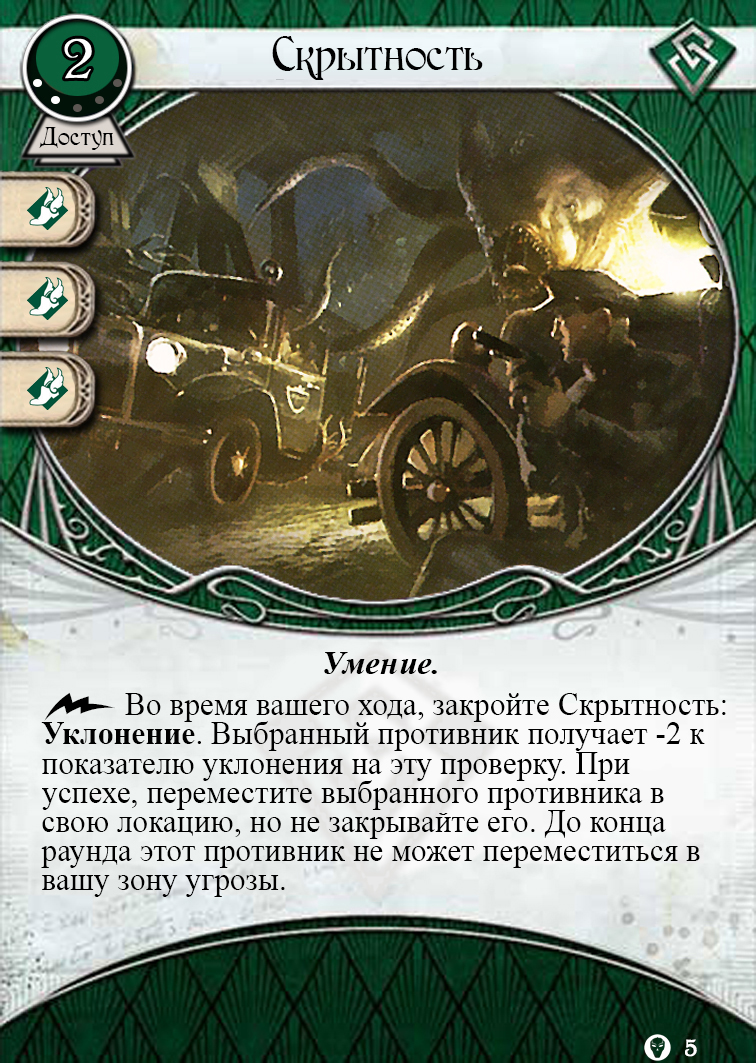 2
Скрытность
Доступ
Умение.
Во время вашего хода, закройте Скрытность:
Уклонение. Выбранный противник получает -2 к
показателю уклонения на эту проверку. При
успехе, переместите выбранного противника в
свою локацию, но не закрывайте его. До конца
раунда этот противник не может переместиться в
вашу зону угрозы.
5